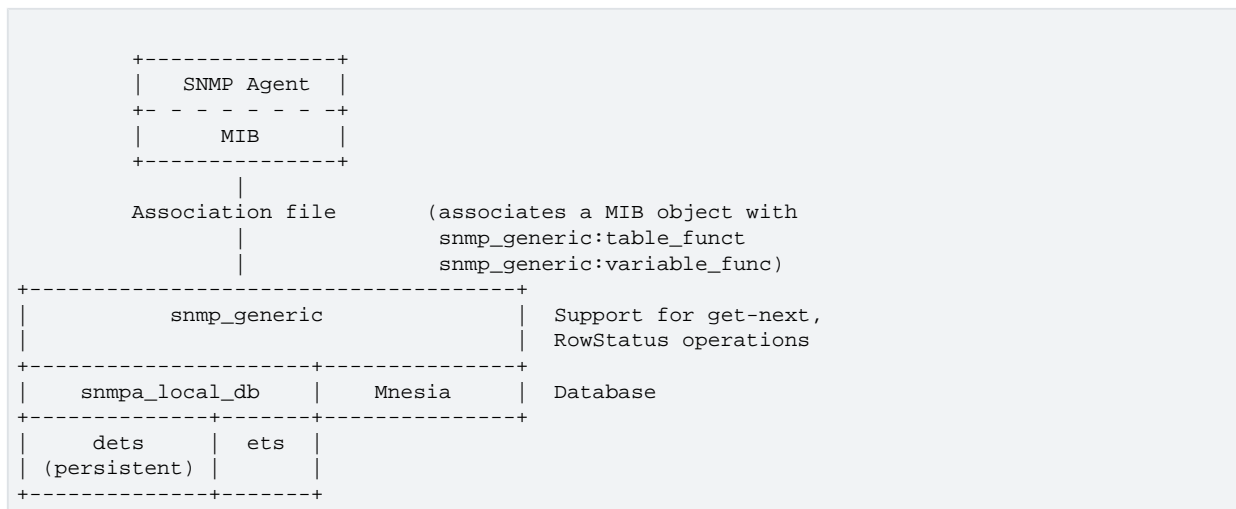 +---------------+
| SNMP Agent |
+- - - - - - - -+
| MIB |
+---------------+
|
Association file (associates a MIB object with
| snmp_generic:table_funct
| snmp_generic:variable_func)
+--------------------------------------+
| snmp_generic | Support for get-next,
| | RowStatus operations
+----------------------+---------------+
| snmpa_local_db | Mnesia | Database
+--------------+-------+---------------+
| dets | ets |
| (persistent) | |
+--------------+-------+